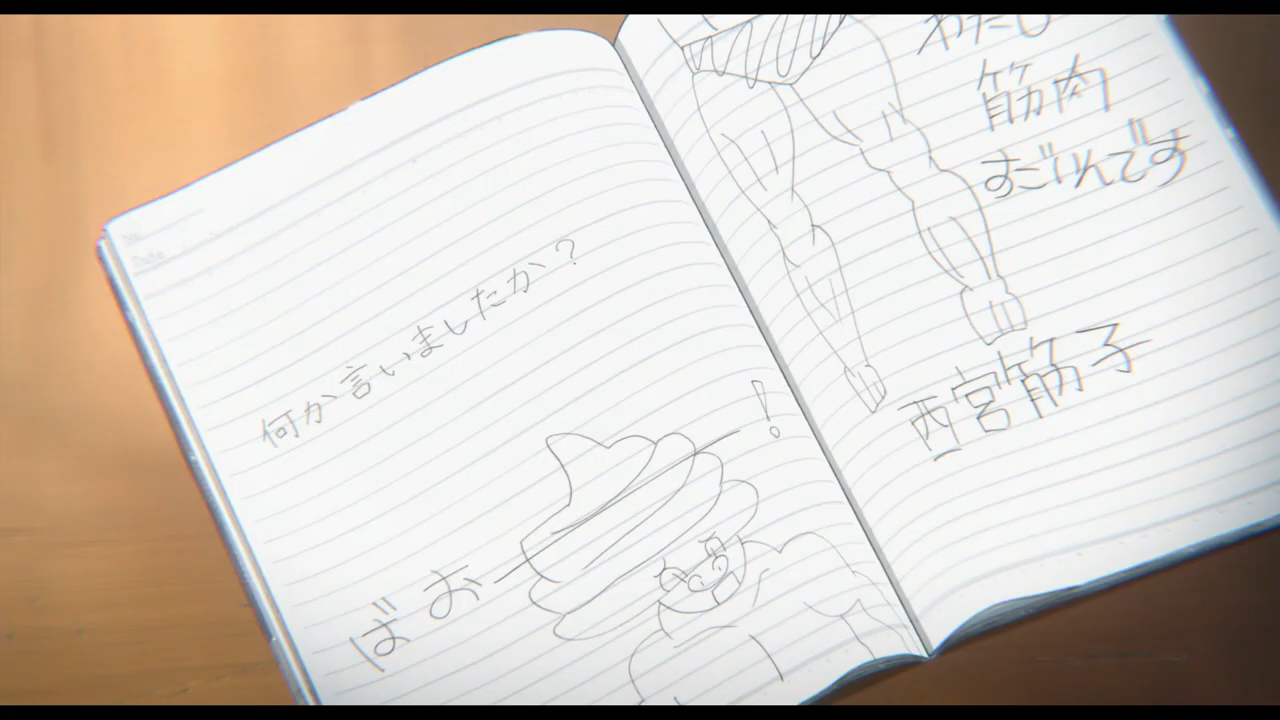 何か言いましたか？
ばおー！
わたし
筋肉
すごいんです
西宮筋子